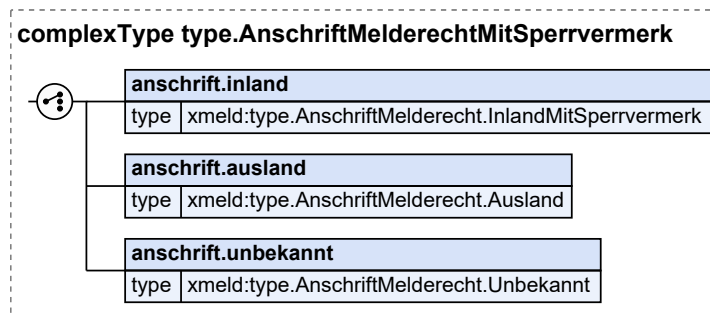 complexType type.AnschriftMelderechtMitSperrvermerk
anschrift.inland
type xmeld:type.AnschriftMelderecht.InlandMitSperrvermerk
anschrift.ausland
type xmeld:type.AnschriftMelderecht.Ausland
anschrift.unbekannt
type xmeld:type.AnschriftMelderecht.Unbekannt